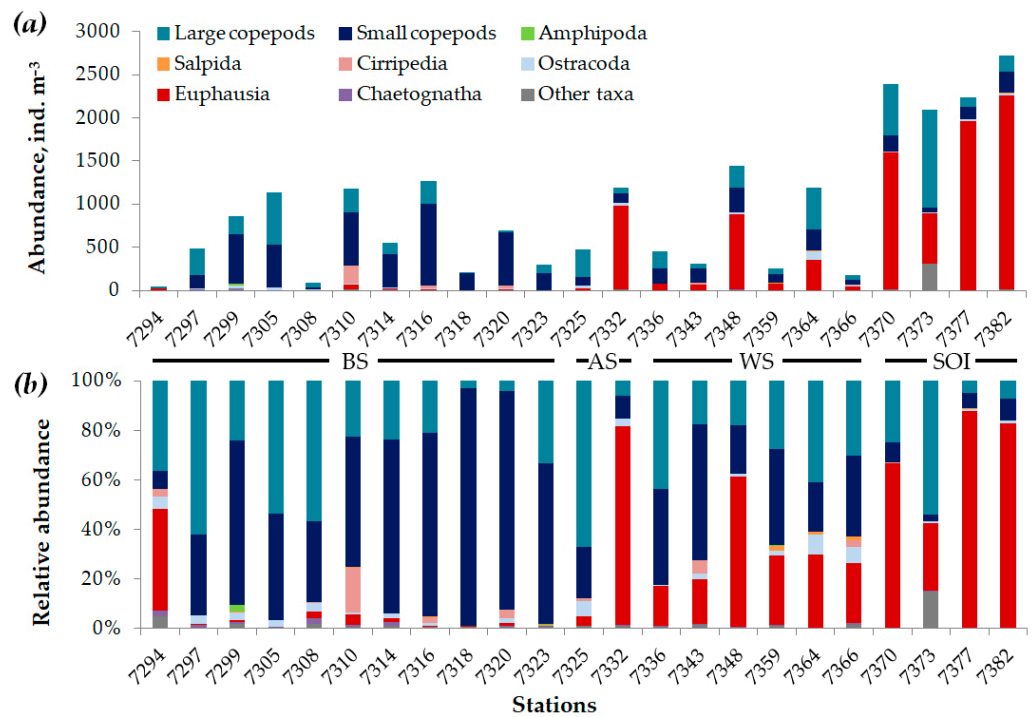 (a)
Abundance, ind. m⁻³
3000
2500
2000
1500
1000
500
0
Large copepods Small copepods Amphipoda
Salpida Cirripedia Ostracoda
Euphausia Chaetognatha Other taxa
7294 7297 7299 7305 7308 7310 7314 7316 7318 7320 7323 7325 7332 7336 7343 7348 7359 7364 7366 7370 7373 7377 7382
BS AS WS SOI
(b)
Relative abundance
100%
80%
60%
40%
20%
0%
7294 7297 7299 7305 7308 7310 7314 7316 7318 7320 7323 7325 7332 7336 7343 7348 7359 7364 7366 7370 7373 7377 7382
Stations